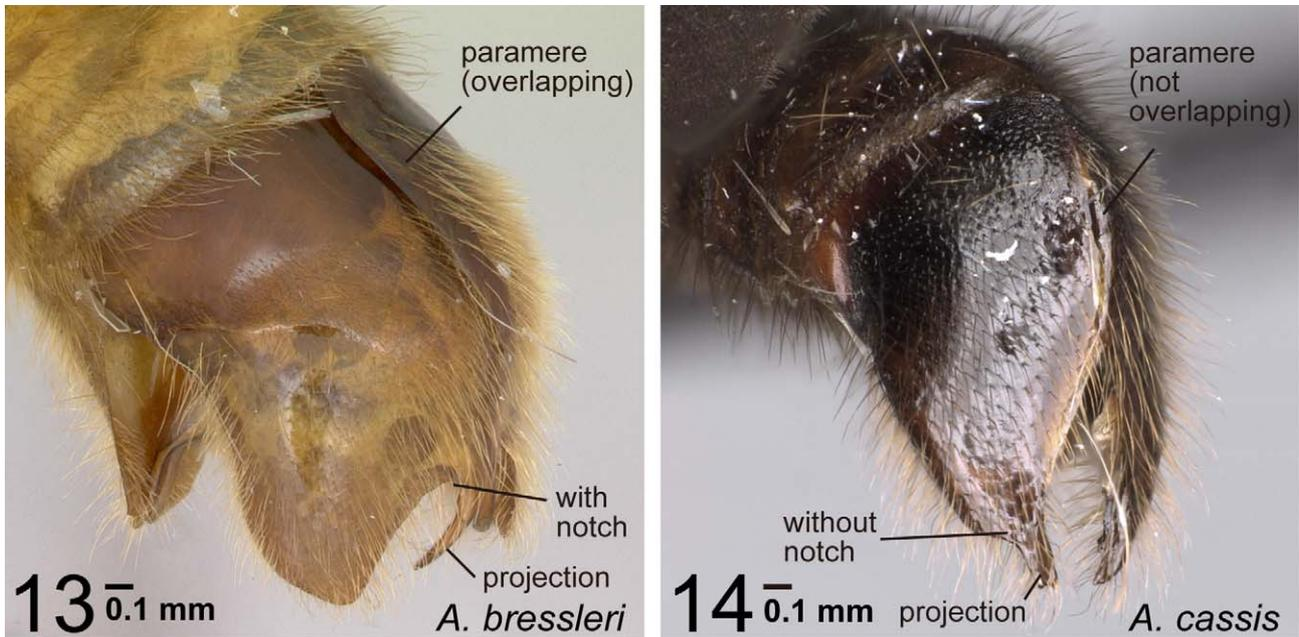 paramere
(overlapping)
with
notch
projection
13 0.1 mm
A. bressleri
paramere
(not
overlapping)
without
notch
projection
14 0.1 mm
A. cassis